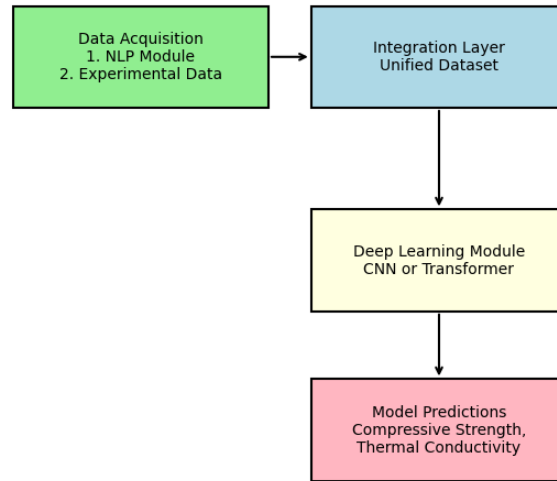 Data Acquisition
1. NLP Module
2. Experimental Data
Integration Layer
Unified Dataset
Deep Learning Module
CNN or Transformer
Model Predictions
Compressive Strength,
Thermal Conductivity